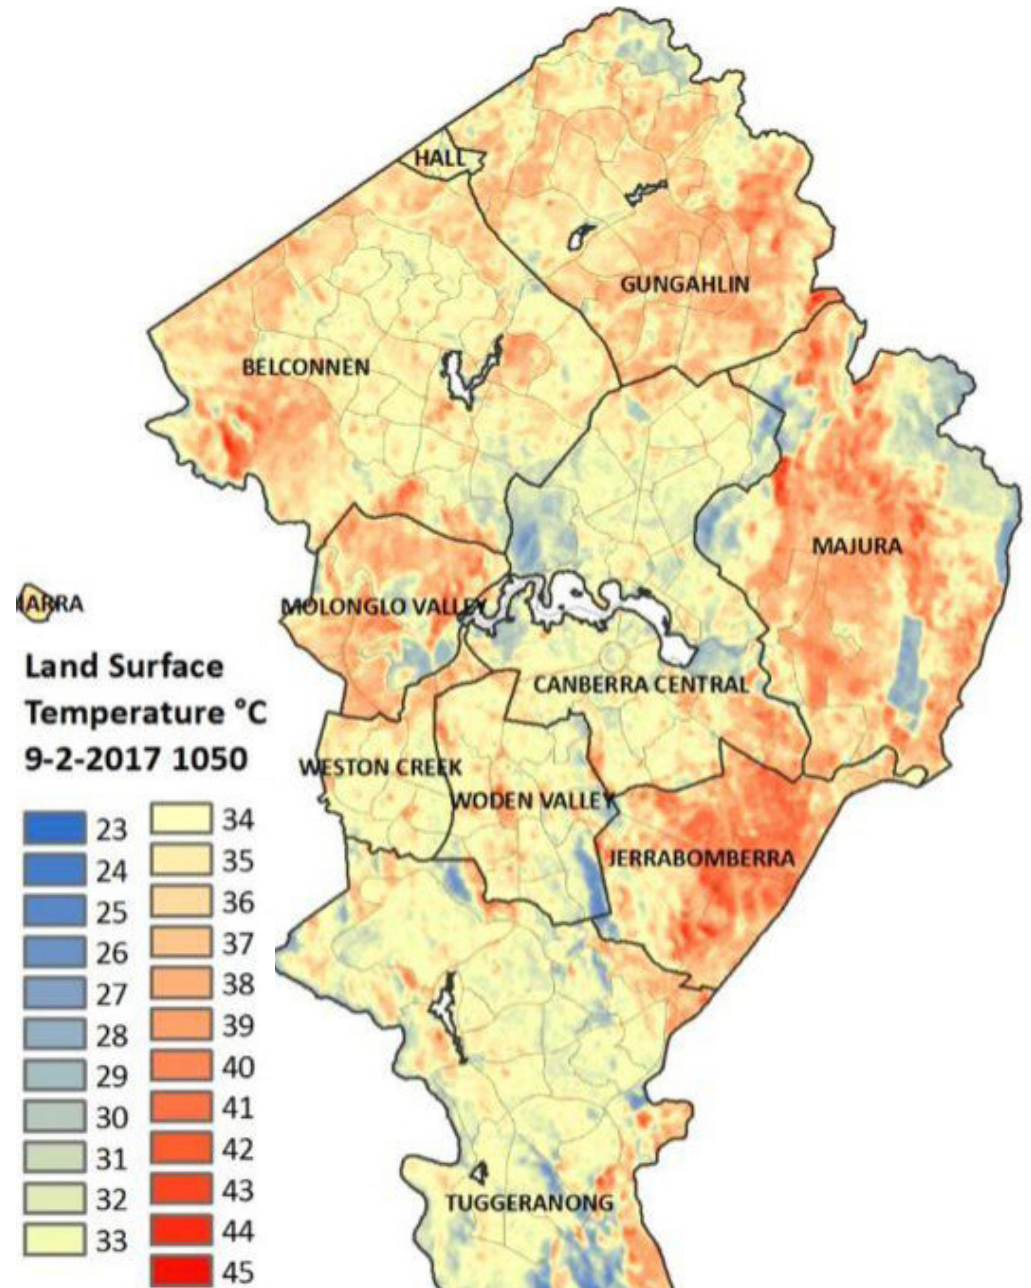 HALL
GUNGAHLIN
BELCONNEN
MAJURA
MOLONGLO VALLEY
CANBERRA CENTRAL
WESTON CREEK
WODEN VALLEY
JERRABOMBERRA
TUGGERANONG
ARRA
Land Surface
Temperature °C
9-2-2017 1050
23
24
25
26
27
28
29
30
31
32
33
34
35
36
37
38
39
40
41
42
43
44
45